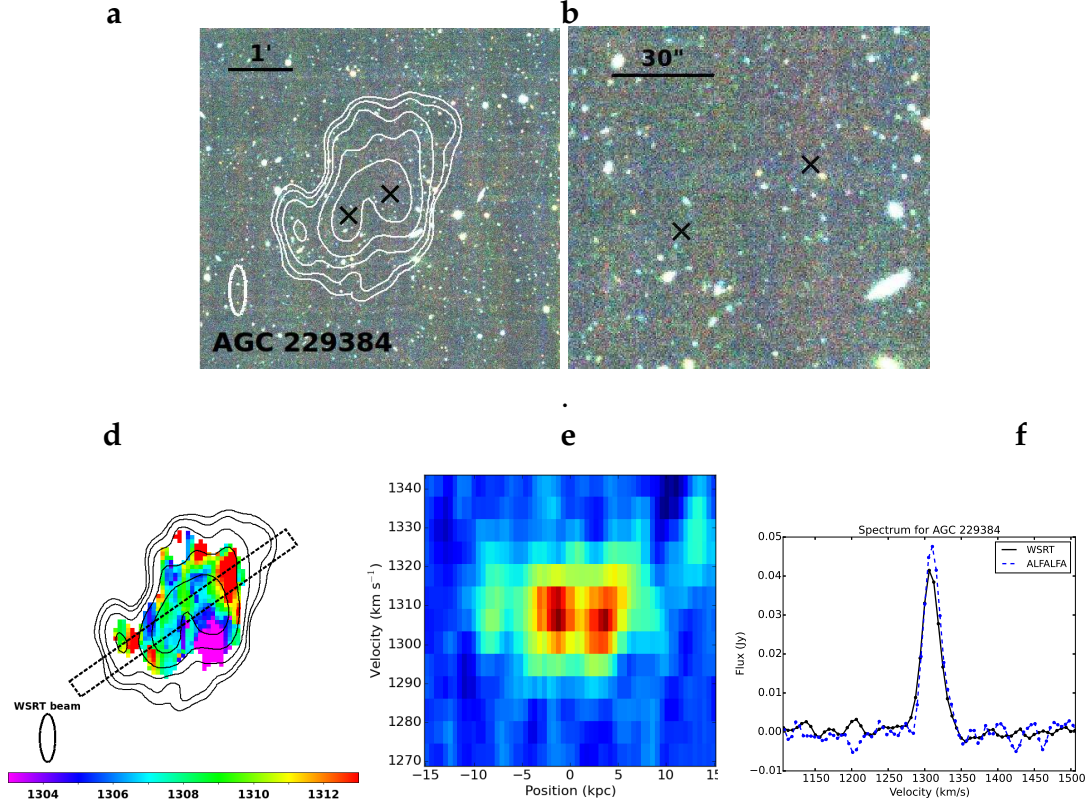 a
b
1'
30"
AGC 229384
.
d
e
f
WSRT beam
1304 1306 1308 1310 1312
1340
1330
1320
1310
1300
1290
1280
1270
Velocity (km s⁻¹)
−15 −10 −5 0 5 10 15
Position (kpc)
Spectrum for AGC 229384
WSRT
ALFALFA
0.05
0.04
0.03
0.02
0.01
0.00
−0.01
Flux (Jy)
1150 1200 1250 1300 1350 1400 1450 1500
Velocity (km/s)